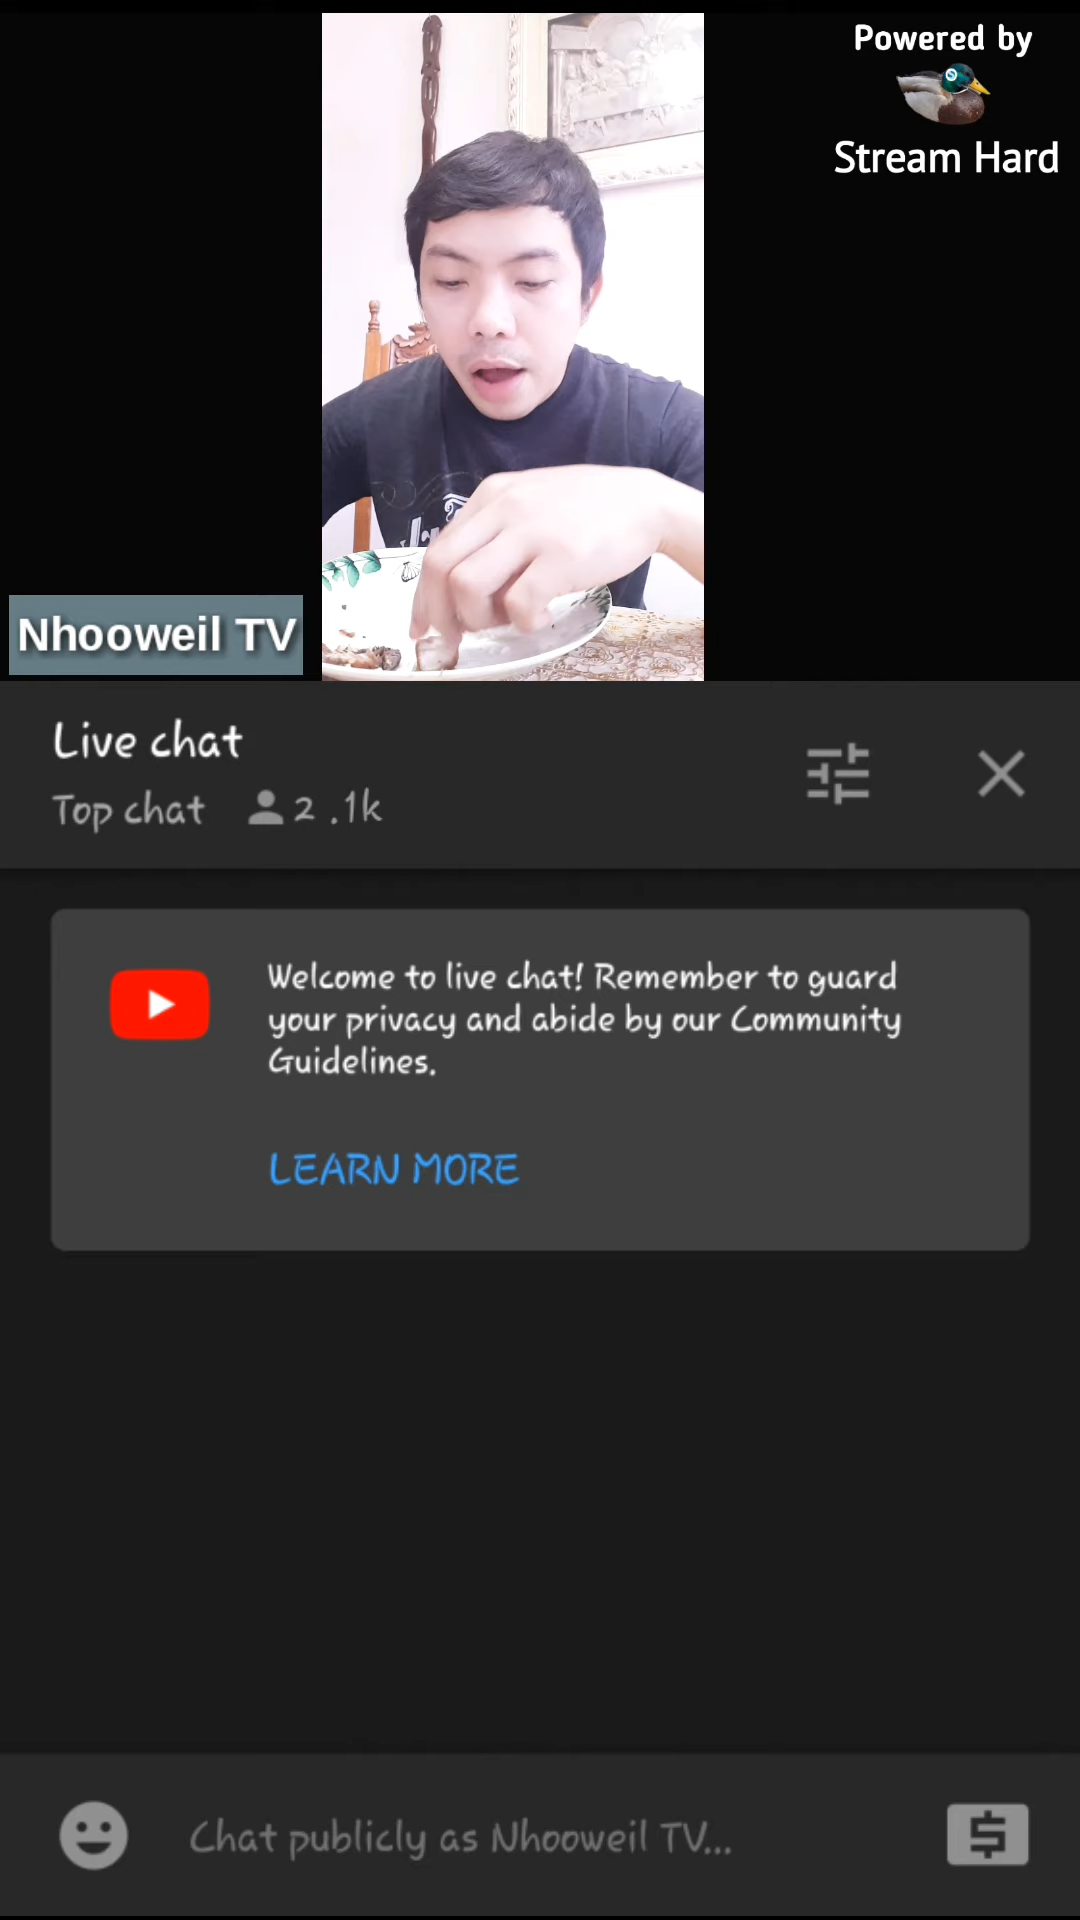 Powered by
Stream Hard
Nhooweil TV
Live chat
Top chat 2 .1k
Welcome to live chat! Remember to guard
your privacy and abide by our Community
Guidelines.
LEARN MORE
Chat publicly as Nhooweil TV...